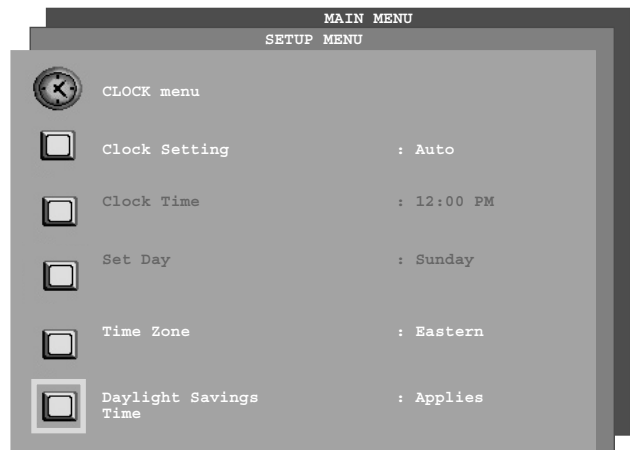 MAIN MENU
SETUP MENU
CLOCK menu
Clock Setting : Auto
Clock Time : 12:00 PM
Set Day : Sunday
Time Zone : Eastern
Daylight Savings : Applies
Time